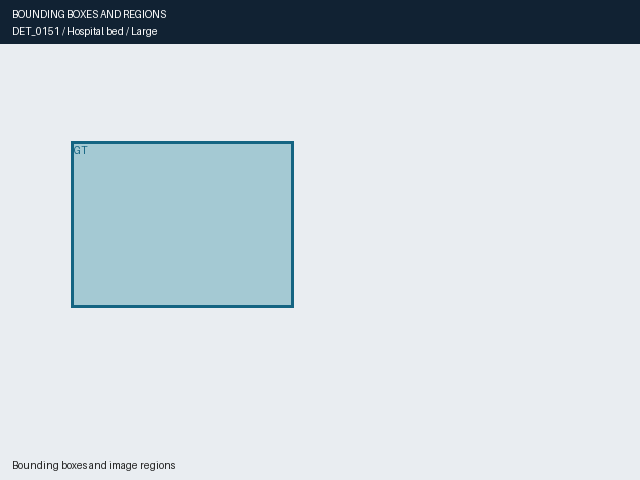 BOUNDING BOXES AND REGIONS
DET_0151 / Hospital bed / Large
GT
Bounding boxes and image regions